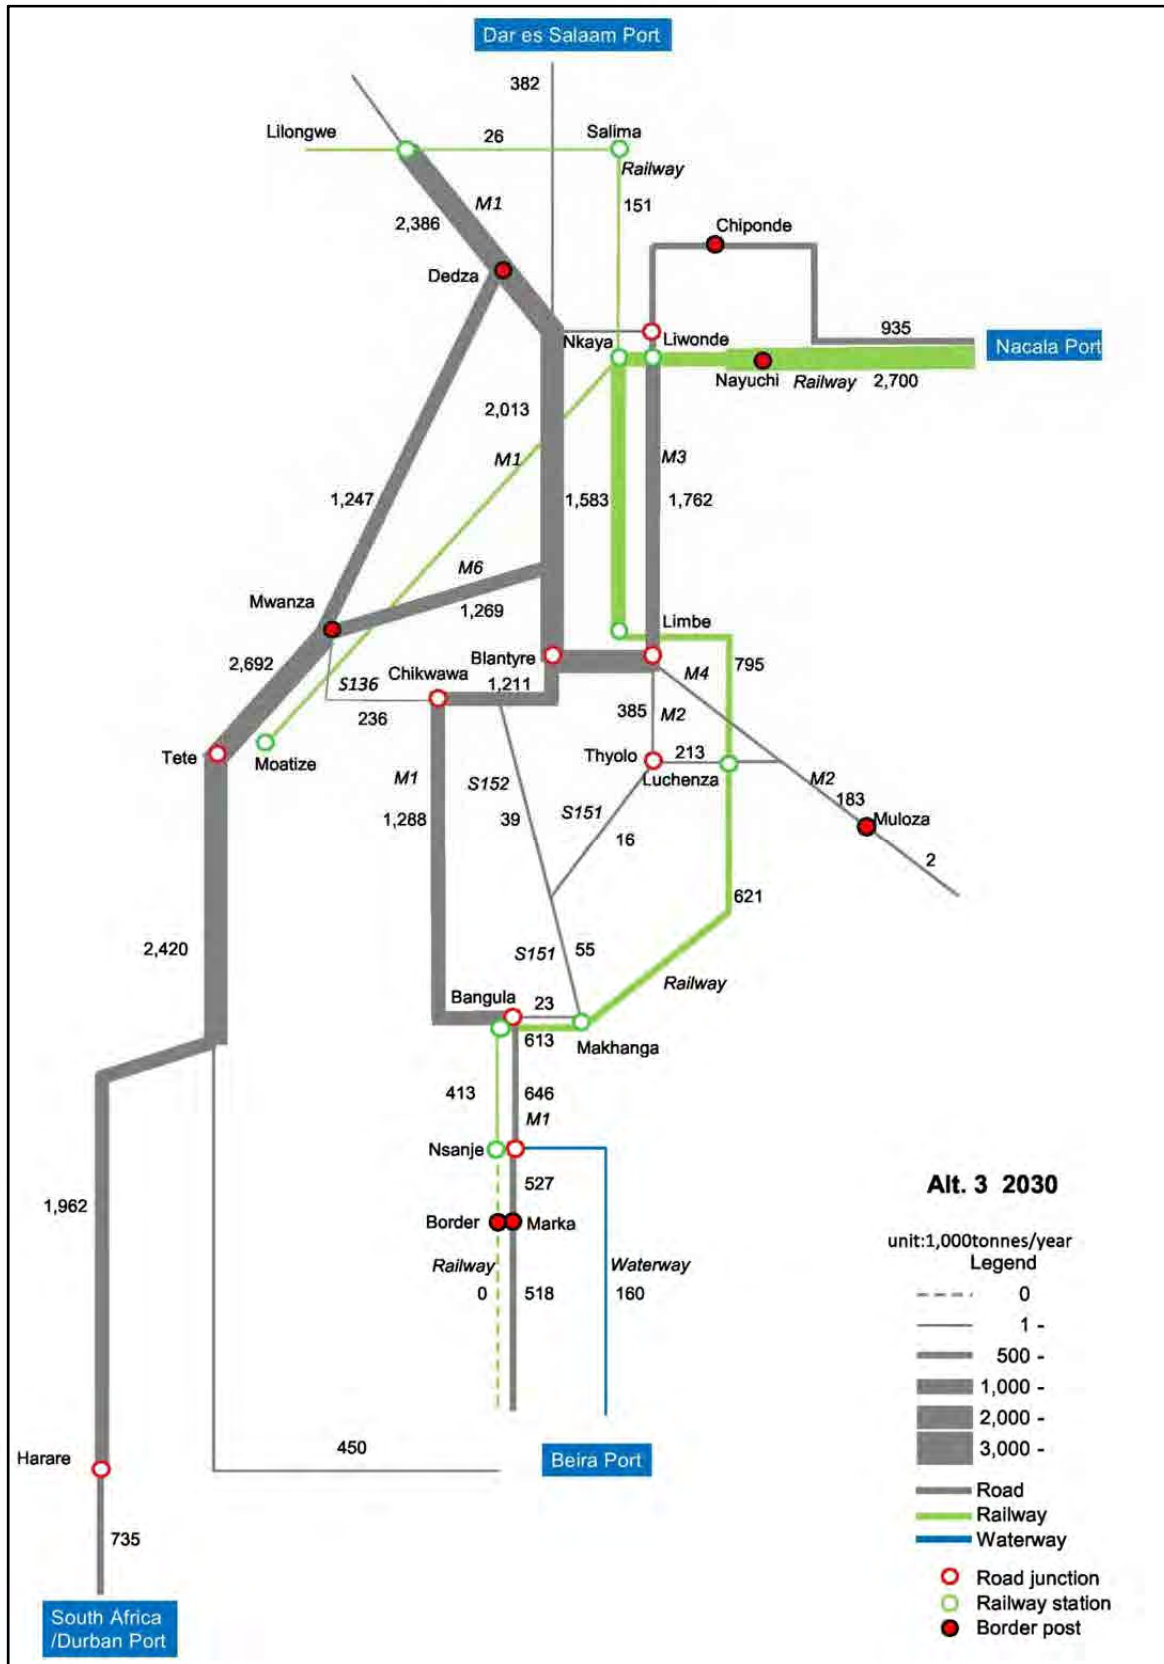 Dar es Salaam Port
382
Lilongwe
26
Salima
Railway
M1
151
2,386
Chiponde
Dedza
935
Nkaya
Liwonde
Nacala Port
Nayuchi
Railway
2,700
2,013
M1
M3
1,247
1,583
1,762
M6
Mwanza
1,269
Limbe
2,692
Blantyre
M4
795
Chikwawa
S136
1,211
236
385
M2
Tete
Moatize
Thyolo
213
Luchenza
M1
S152
M2
183
1,288
39
S151
Muloza
16
2
621
2,420
S151
55
Railway
Bangula
23
613
Makhanga
413
646
M1
Nsanje
527
1,962
Border
Marka
Railway
Waterway
0
518
160
Alt. 3 2030
unit:1,000tonnes/year
Legend
0
1 -
500 -
1,000 -
2,000 -
3,000 -
Harare
450
Beira Port
Road
Railway
Waterway
735
Road junction
Railway station
Border post
South Africa
/Durban Port